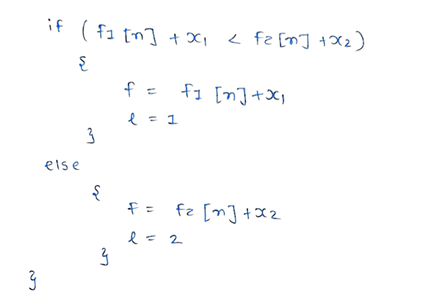 if ( f1 [n] + x1 < f2 [n] + x2 )
{
f = f1 [n] + x1
l = 1
}
else
{
f = f2 [n] + x2
l = 2
}
}